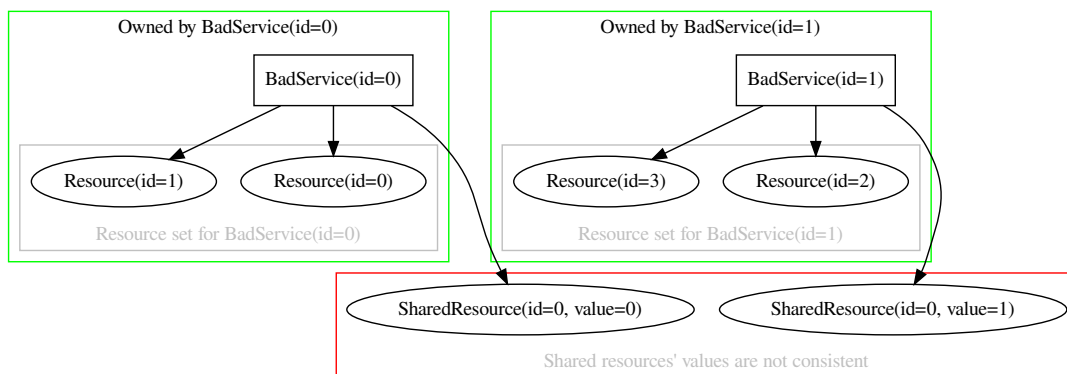 Owned by BadService(id=0)
Owned by BadService(id=1)
BadService(id=0)
BadService(id=1)
Resource(id=1)
Resource(id=0)
Resource(id=3)
Resource(id=2)
Resource set for BadService(id=0)
Resource set for BadService(id=1)
SharedResource(id=0, value=0)
SharedResource(id=0, value=1)
Shared resources' values are not consistent